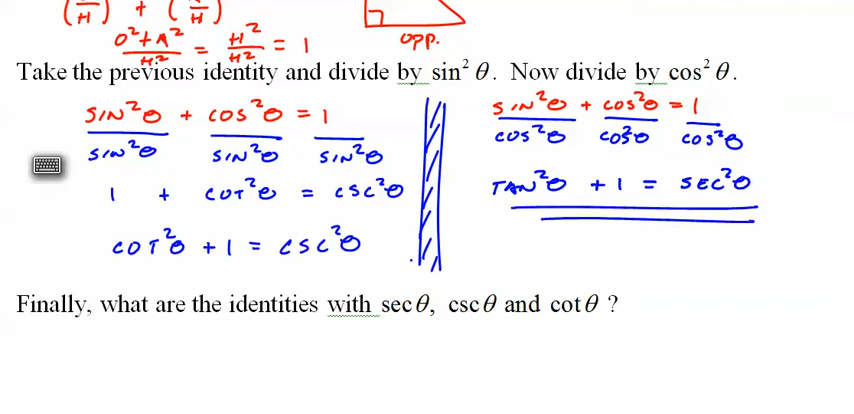 (/H) + (A/H)
O²+A²/H² = H²/H² = 1
opp.
Take the previous identity and divide by sin² θ. Now divide by cos² θ.
SIN²θ/SIN²θ + COS²θ/SIN²θ = 1/SIN²θ
1 + COT²θ = CSC²θ
COT²θ + 1 = CSC²θ
SIN²θ/COS²θ + COS²θ/COS²θ = 1/COS²θ
TAN²θ + 1 = SEC²θ
Finally, what are the identities with sec θ, csc θ and cot θ ?